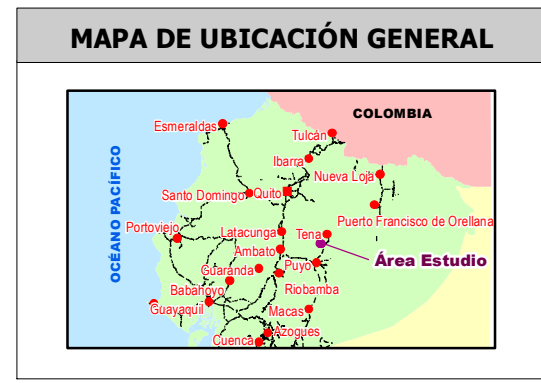 MAPA DE UBICACIÓN GENERAL
COLOMBIA
Esmeraldas
Tulcán
Ibarra
Nueva Loja
OCÉANO PACÍFICO
Santo Domingo
Quito
Puerto Francisco de Orellana
Portoviejo
Latacunga
Tena
Ambato
Área Estudio
Guaranda
Puyo
Babahoyo
Riobamba
Guayaquil
Macas
Azogues
Cuenca